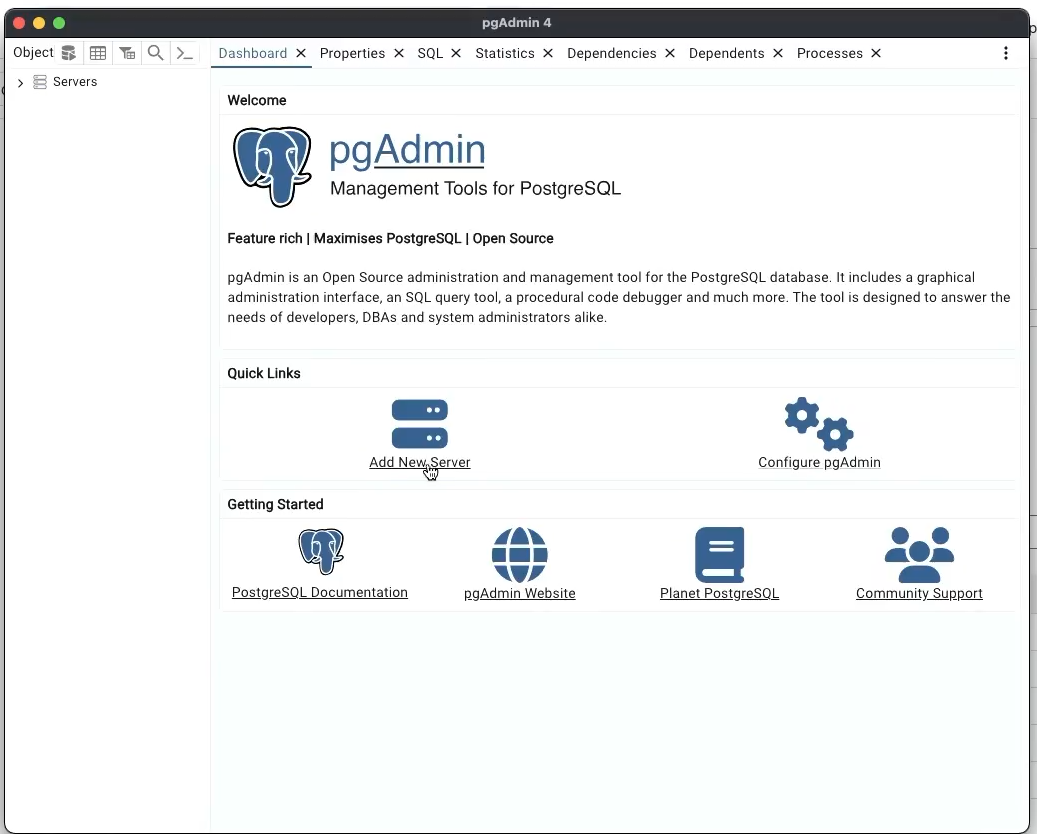 pgAdmin 4
Object
Dashboard Properties SQL Statistics Dependencies Dependents Processes
Servers
Welcome
pgAdmin
Management Tools for PostgreSQL
Feature rich | Maximises PostgreSQL | Open Source
pgAdmin is an Open Source administration and management tool for the PostgreSQL database. It includes a graphical
administration interface, an SQL query tool, a procedural code debugger and much more. The tool is designed to answer the
needs of developers, DBAs and system administrators alike.
Quick Links
Add New Server
Configure pgAdmin
Getting Started
PostgreSQL Documentation
pgAdmin Website
Planet PostgreSQL
Community Support